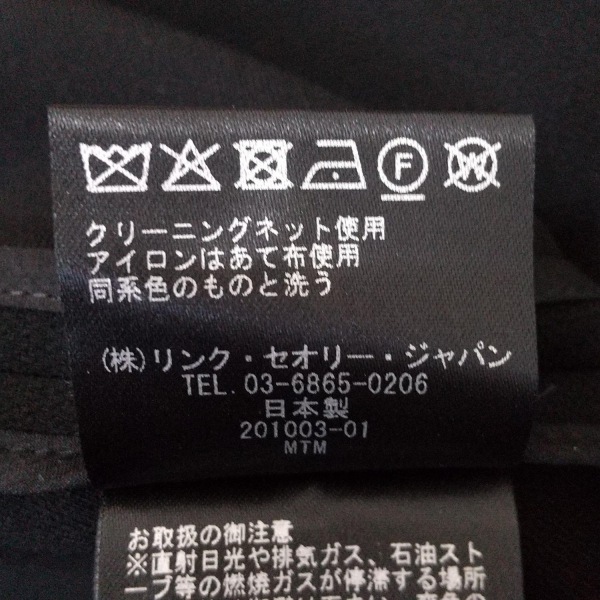 F W
クリーニングネット使用
アイロンはあて布使用
同系色のものと洗う
(株)リンク・セオリー・ジャパン
TEL. 03-6865-0206
日本製
201003-01
MTM
お取扱の御注意
※直射日光や排気ガス、石油スト
ーブ等の燃焼ガスが停滞する場所